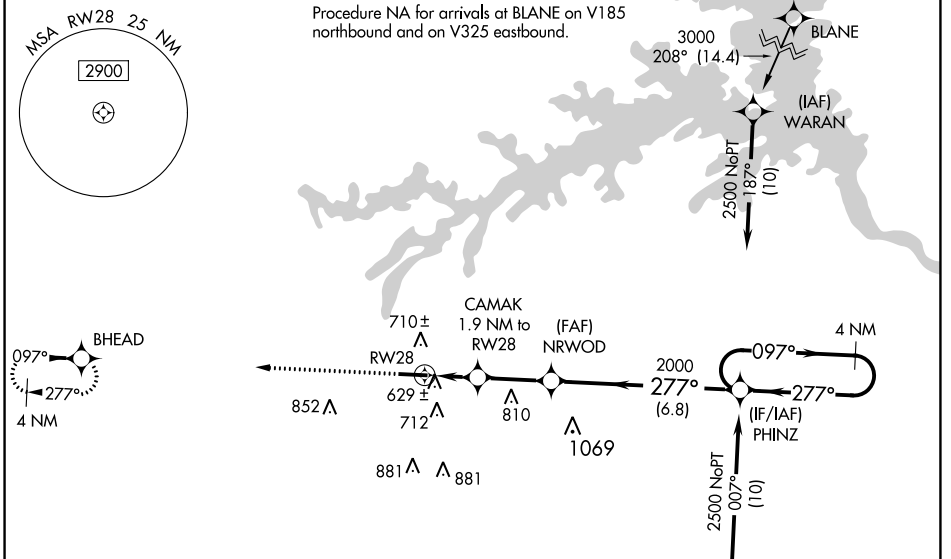 MSA RW28 25 NM
2900
Procedure NA for arrivals at BLANE on V185
northbound and on V325 eastbound.
BLANE
3000
208° (14.4)
(IAF)
WARAN
2500 NoPT
187°
(10)
CAMAK
1.9 NM to
RW28
(FAF)
NRWOD
710±
RW28
629±
712
852
881
881
810
1069
2000
277°
(6.8)
4 NM
097°
277°
(IF/IAF)
PHINZ
2500 NoPT
007°
(10)
BHEAD
097°
277°
4 NM